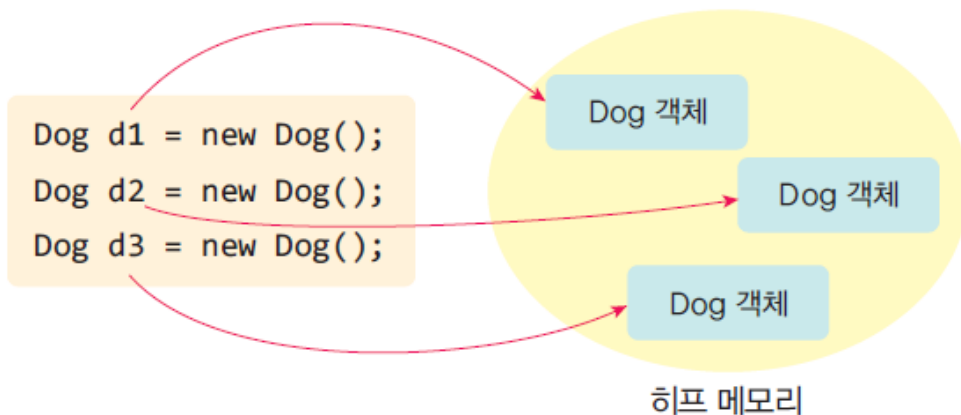 Dog d1 = new Dog();
Dog d2 = new Dog();
Dog d3 = new Dog();
Dog 객체
Dog 객체
Dog 객체
히프 메모리